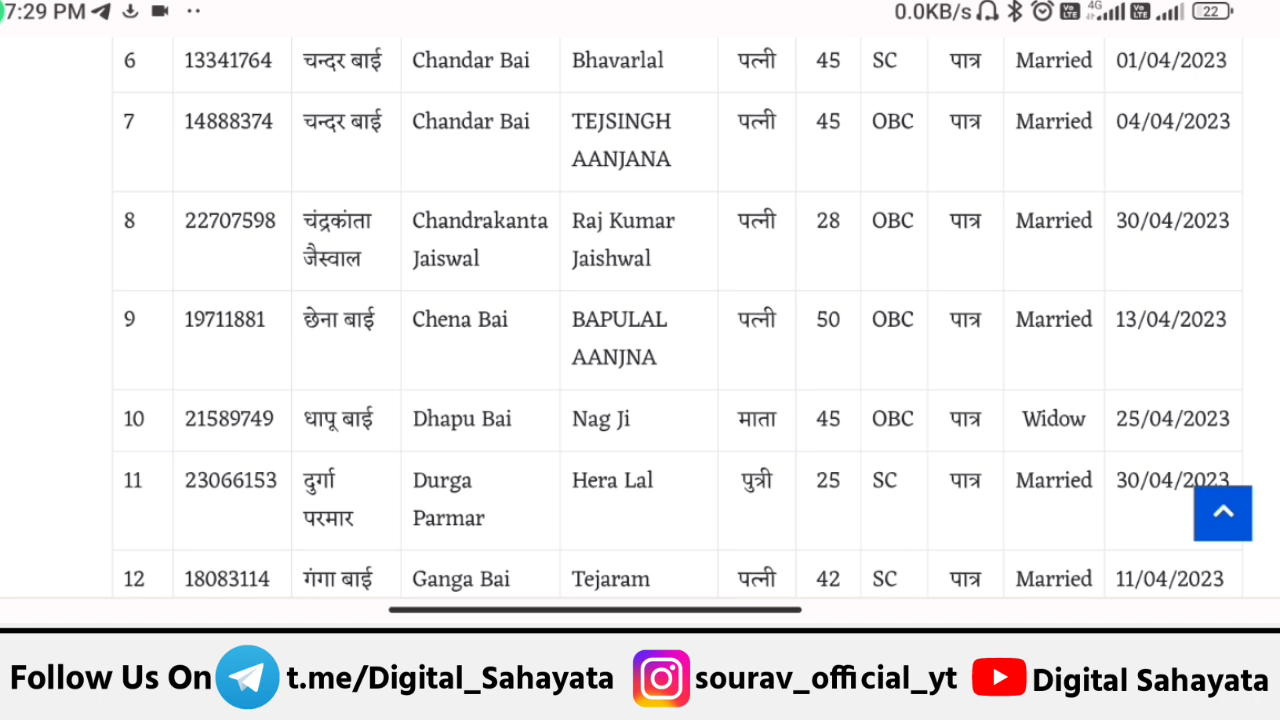 7:29 PM 0.0KB/s 4G Vo LTE Vo LTE 22
6 13341764 चन्दर बाई Chandar Bai Bhavarlal पत्नी 45 SC पात्र Married 01/04/2023
7 14888374 चन्दर बाई Chandar Bai TEJSINGH पत्नी 45 OBC पात्र Married 04/04/2023
AANJANA
8 22707598 चंद्रकांता Chandrakanta Raj Kumar पत्नी 28 OBC पात्र Married 30/04/2023
जैस्वाल Jaiswal Jaishwal
9 19711881 छेना बाई Chena Bai BAPULAL पत्नी 50 OBC पात्र Married 13/04/2023
AANJNA
10 21589749 धापू बाई Dhapu Bai Nag Ji माता 45 OBC पात्र Widow 25/04/2023
11 23066153 दुर्गा Durga Hera Lal पुत्री 25 SC पात्र Married 30/04/2023
परमार Parmar
12 18083114 गंगा बाई Ganga Bai Tejaram पत्नी 42 SC पात्र Married 11/04/2023
Follow Us On t.me/Digital_Sahayata sourav_official_yt Digital Sahayata